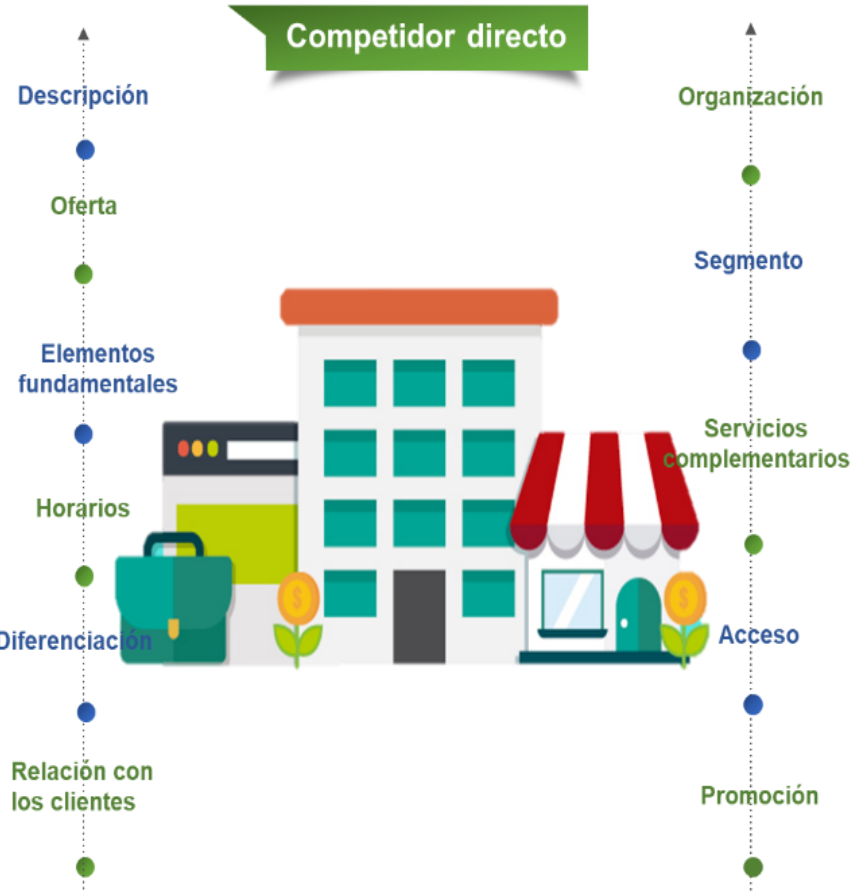 Competidor directo
Descripción
Oferta
Elementos
fundamentales
Horarios
Diferenciación
Relación con
los clientes
Organización
Segmento
Servicios
complementarios
Acceso
Promoción
$
$